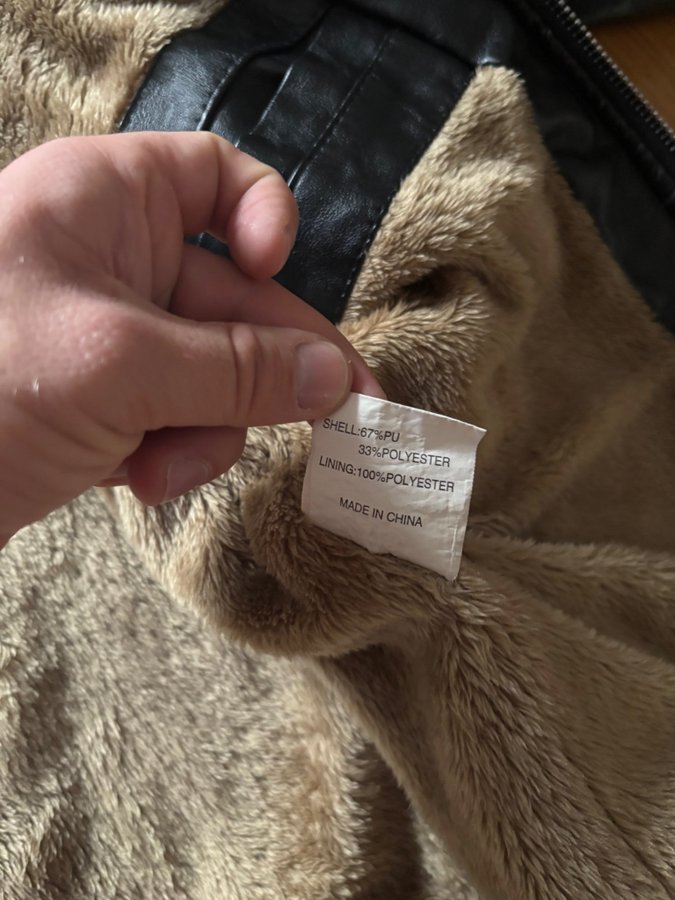 SHELL:67%PU
33%POLYESTER
LINING:100%POLYESTER
MADE IN CHINA